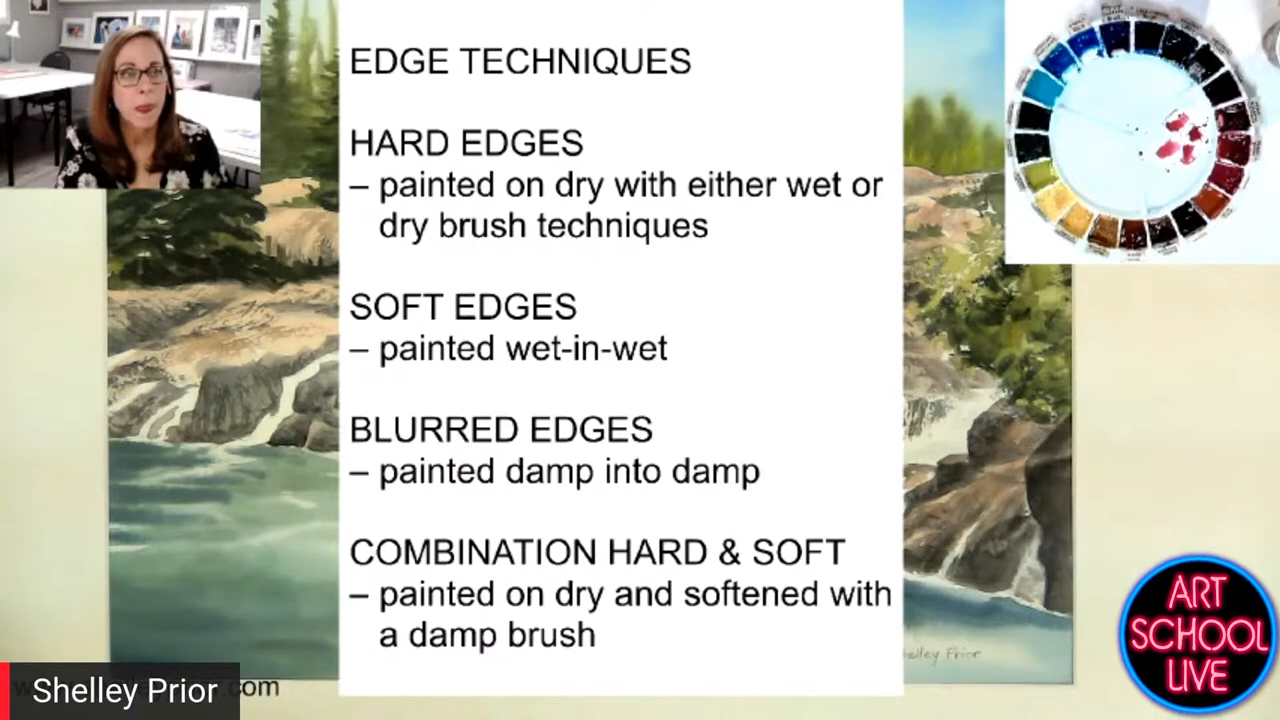 EDGE TECHNIQUES
HARD EDGES
– painted on dry with either wet or
dry brush techniques
SOFT EDGES
– painted wet-in-wet
BLURRED EDGES
– painted damp into damp
COMBINATION HARD & SOFT
– painted on dry and softened with
a damp brush
Prior
Shelley Prior
.com
ART
SCHOOL
LIVE